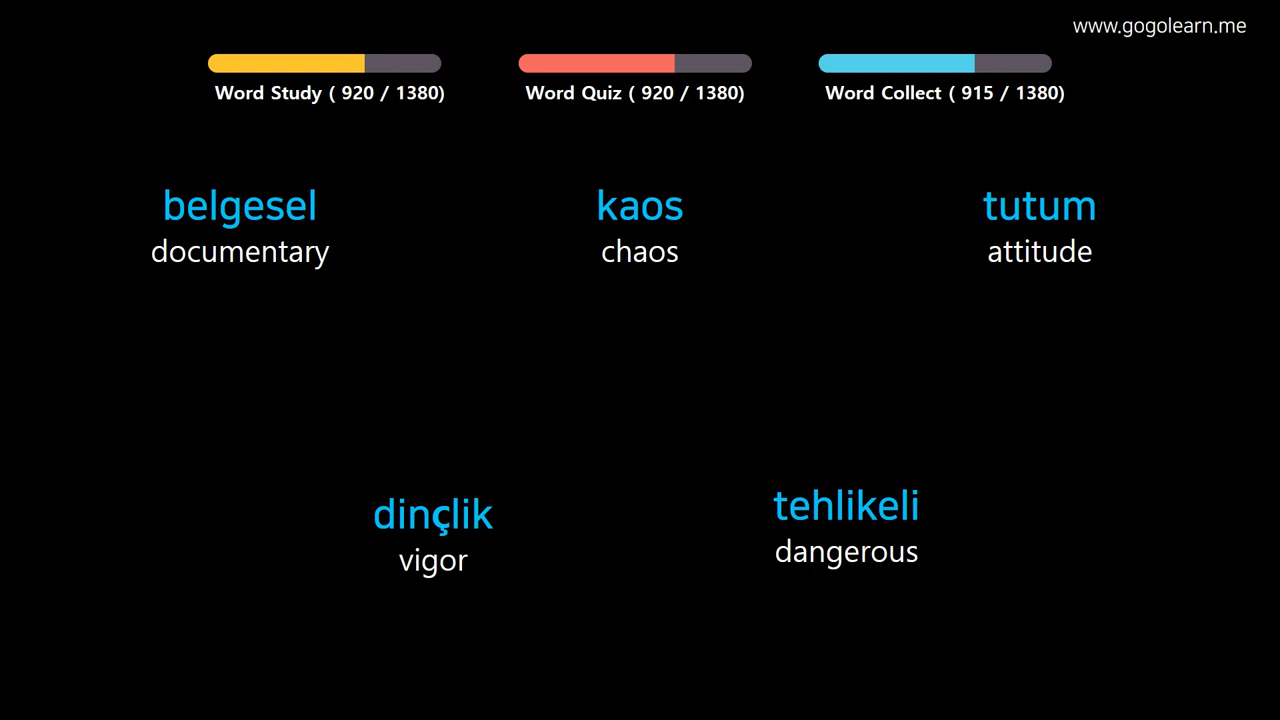 www.gogolearn.me
Word Study ( 920 / 1380)
Word Quiz ( 920 / 1380)
Word Collect ( 915 / 1380)
belgesel
documentary
kaos
chaos
tutum
attitude
dinçlik
vigor
tehlikeli
dangerous